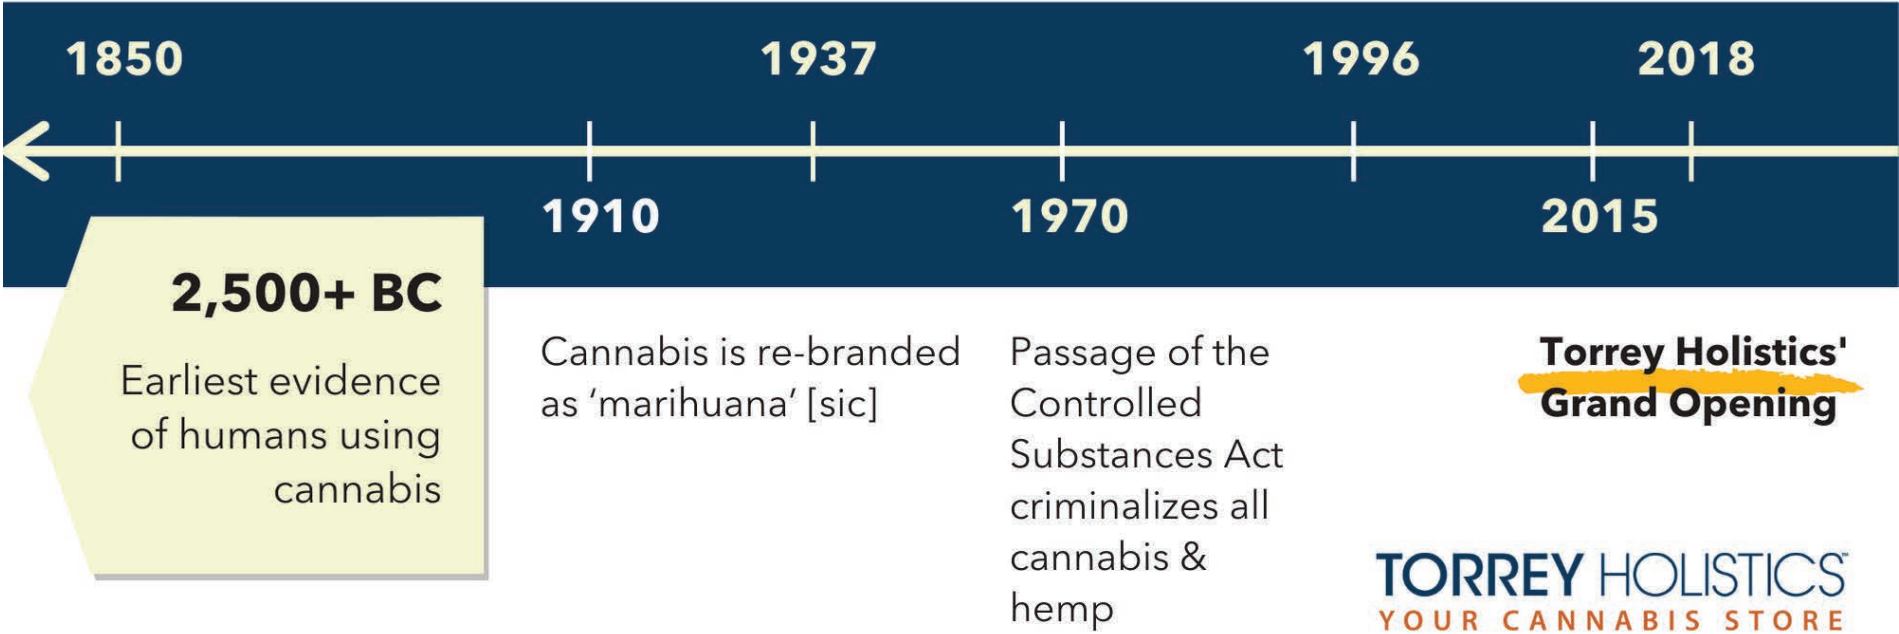 1850
1937
1996
2018
1910
1970
2015
2,500+ BC
Earliest evidence
of humans using
cannabis
Cannabis is re-branded
as ‘marihuana’ [sic]
Passage of the
Controlled
Substances Act
criminalizes all
cannabis &
hemp
Torrey Holistics'
Grand Opening
TORREY HOLISTICS™
YOUR CANNABIS STORE